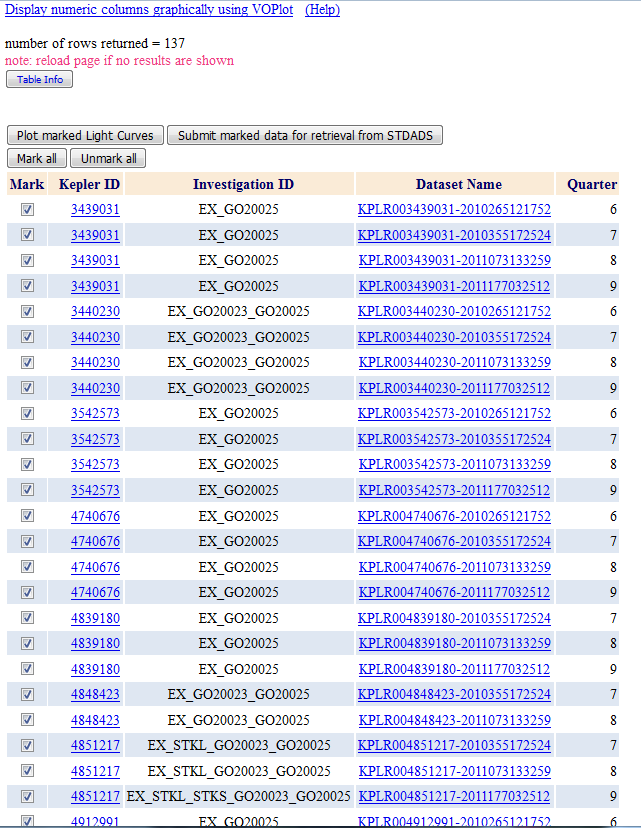 Display numeric columns graphically using VOPlot (Help)
number of rows returned = 137
note: reload page if no results are shown
Table Info
Plot marked Light Curves Submit marked data for retrieval from STDADS
Mark all Unmark all
Mark Kepler ID Investigation ID Dataset Name Quarter
3439031 EX_GO20025 KPLR003439031-2010265121752 6
3439031 EX_GO20025 KPLR003439031-2010355172524 7
3439031 EX_GO20025 KPLR003439031-2011073133259 8
3439031 EX_GO20025 KPLR003439031-2011177032512 9
3440230 EX_GO20023_GO20025 KPLR003440230-2010265121752 6
3440230 EX_GO20023_GO20025 KPLR003440230-2010355172524 7
3440230 EX_GO20023_GO20025 KPLR003440230-2011073133259 8
3440230 EX_GO20023_GO20025 KPLR003440230-2011177032512 9
3542573 EX_GO20025 KPLR003542573-2010265121752 6
3542573 EX_GO20025 KPLR003542573-2010355172524 7
3542573 EX_GO20025 KPLR003542573-2011073133259 8
3542573 EX_GO20025 KPLR003542573-2011177032512 9
4740676 EX_GO20025 KPLR004740676-2010265121752 6
4740676 EX_GO20025 KPLR004740676-2010355172524 7
4740676 EX_GO20025 KPLR004740676-2011073133259 8
4740676 EX_GO20025 KPLR004740676-2011177032512 9
4839180 EX_GO20025 KPLR004839180-2010355172524 7
4839180 EX_GO20025 KPLR004839180-2011073133259 8
4839180 EX_GO20025 KPLR004839180-2011177032512 9
4848423 EX_GO20023_GO20025 KPLR004848423-2010355172524 7
4848423 EX_GO20023_GO20025 KPLR004848423-2011073133259 8
4851217 EX_STKL_GO20023_GO20025 KPLR004851217-2010355172524 7
4851217 EX_STKL_GO20023_GO20025 KPLR004851217-2011073133259 8
4851217 EX_STKL_STKS_GO20023_GO20025 KPLR004851217-2011177032512 9
4912991 EX_GO20025 KPLR004912991-2010265121752 6